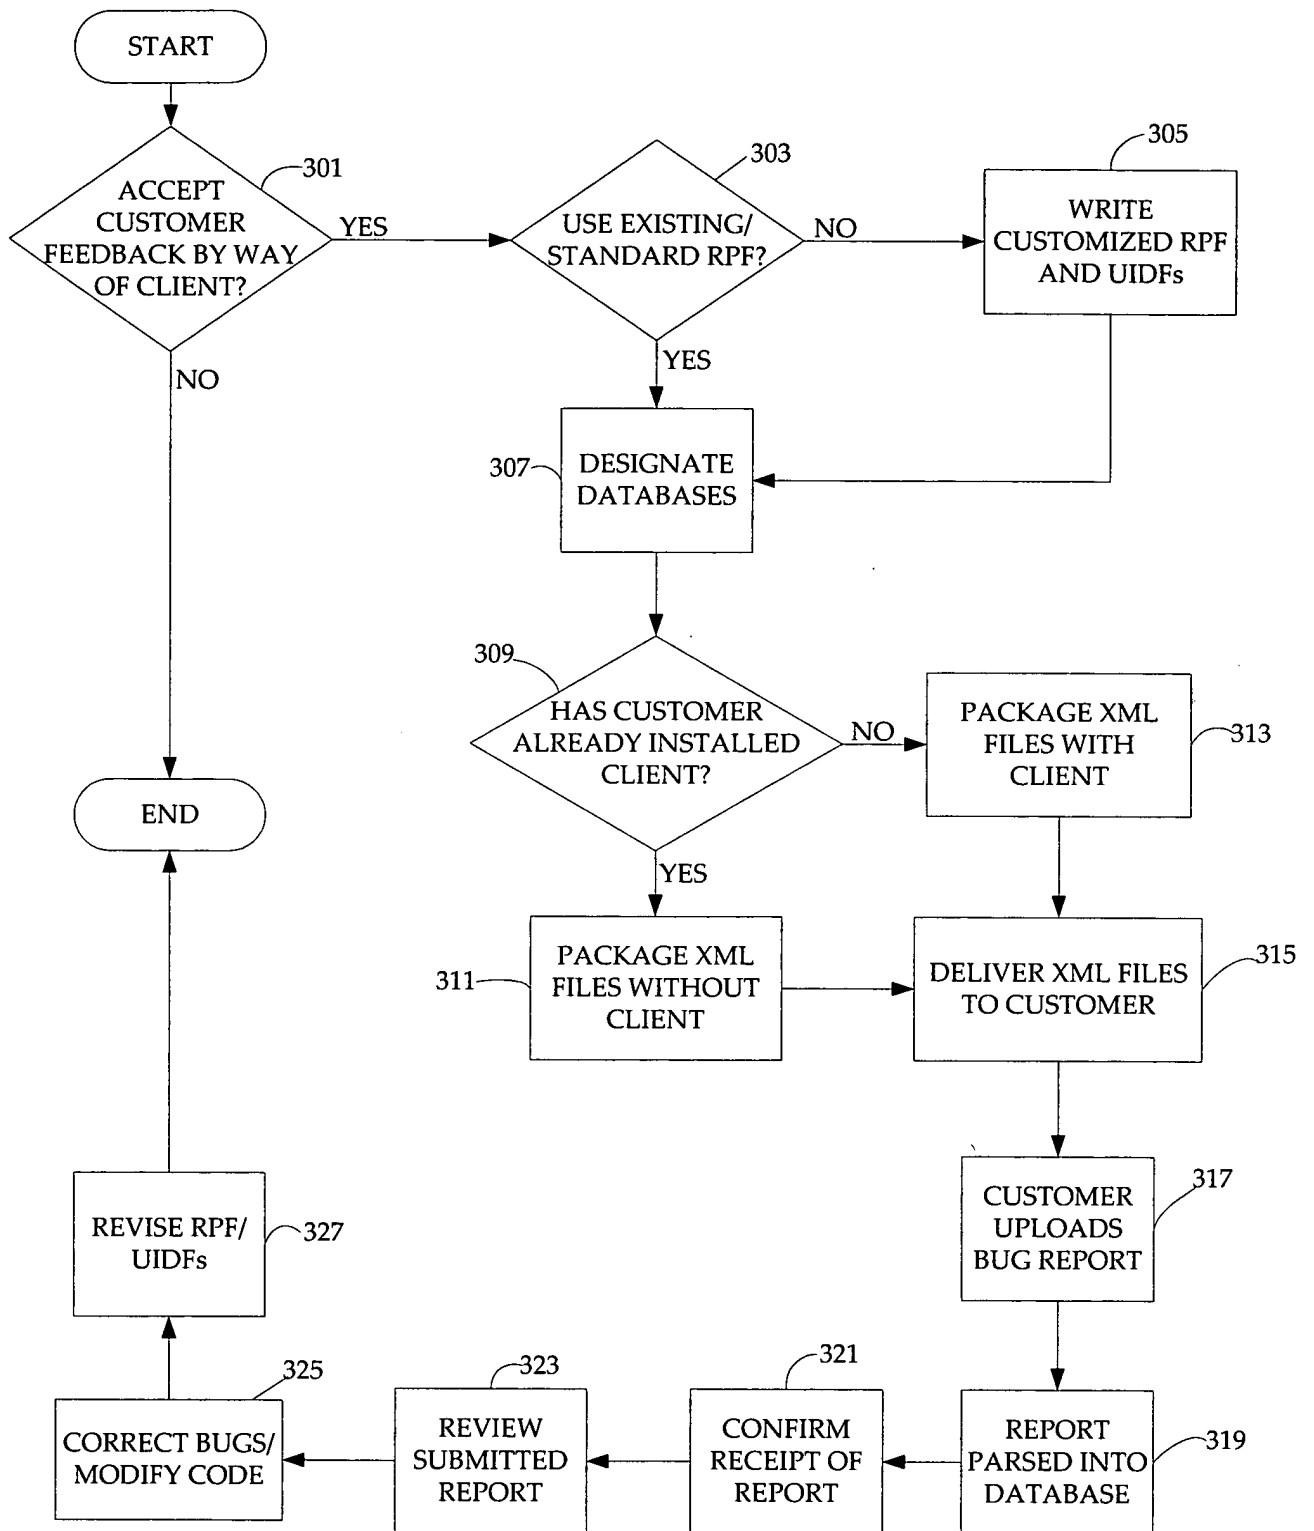 START
301
ACCEPT
CUSTOMER
FEEDBACK BY WAY
OF CLIENT?
YES
NO
303
USE EXISTING/
STANDARD RPF?
NO
YES
305
WRITE
CUSTOMIZED RPF
AND UIDFs
307
DESIGNATE
DATABASES
309
HAS CUSTOMER
ALREADY INSTALLED
CLIENT?
NO
YES
PACKAGE XML
FILES WITH
CLIENT
313
END
311
PACKAGE XML
FILES WITHOUT
CLIENT
DELIVER XML FILES
TO CUSTOMER
315
CUSTOMER
UPLOADS
BUG REPORT
317
REPORT
PARSED INTO
DATABASE
319
321
CONFIRM
RECEIPT OF
REPORT
323
REVIEW
SUBMITTED
REPORT
325
CORRECT BUGS/
MODIFY CODE
REVISE RPF/
UIDFs
327